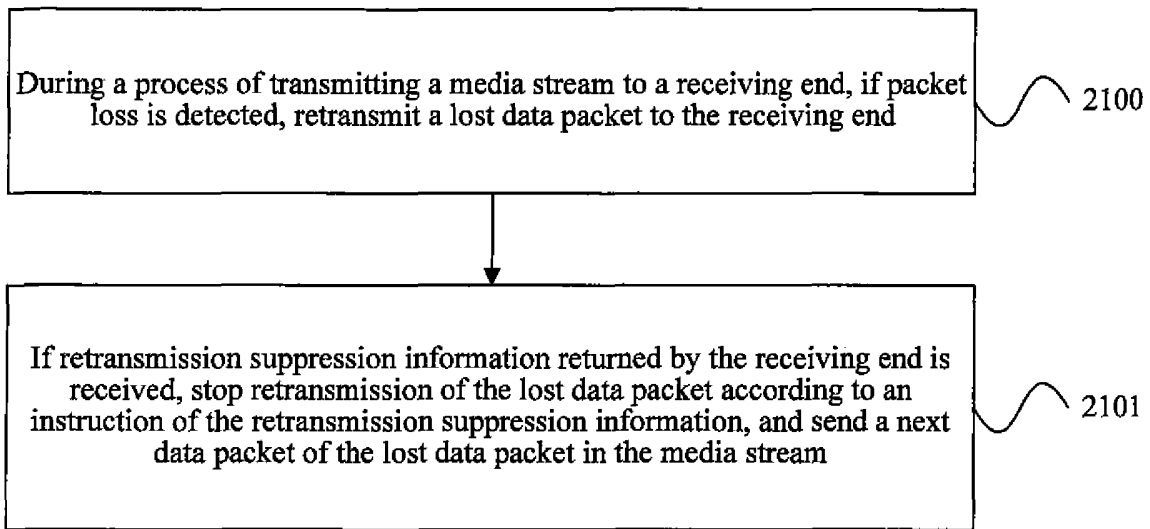 During a process of transmitting a media stream to a receiving end, if packet
loss is detected, retransmit a lost data packet to the receiving end
2100
If retransmission suppression information returned by the receiving end is
received, stop retransmission of the lost data packet according to an
instruction of the retransmission suppression information, and send a next
data packet of the lost data packet in the media stream
2101